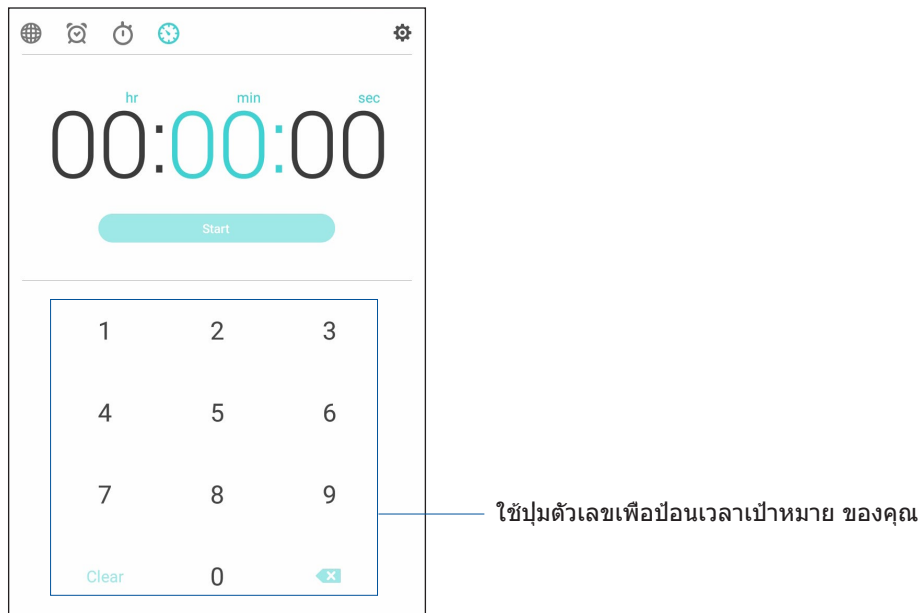 hr min sec
00:00:00
Start
1 2 3
4 5 6
7 8 9
ใช้ปุ่มตัวเลขเพื่อป้อนเวลาเป้าหมาย ของคุณ
Clear 0